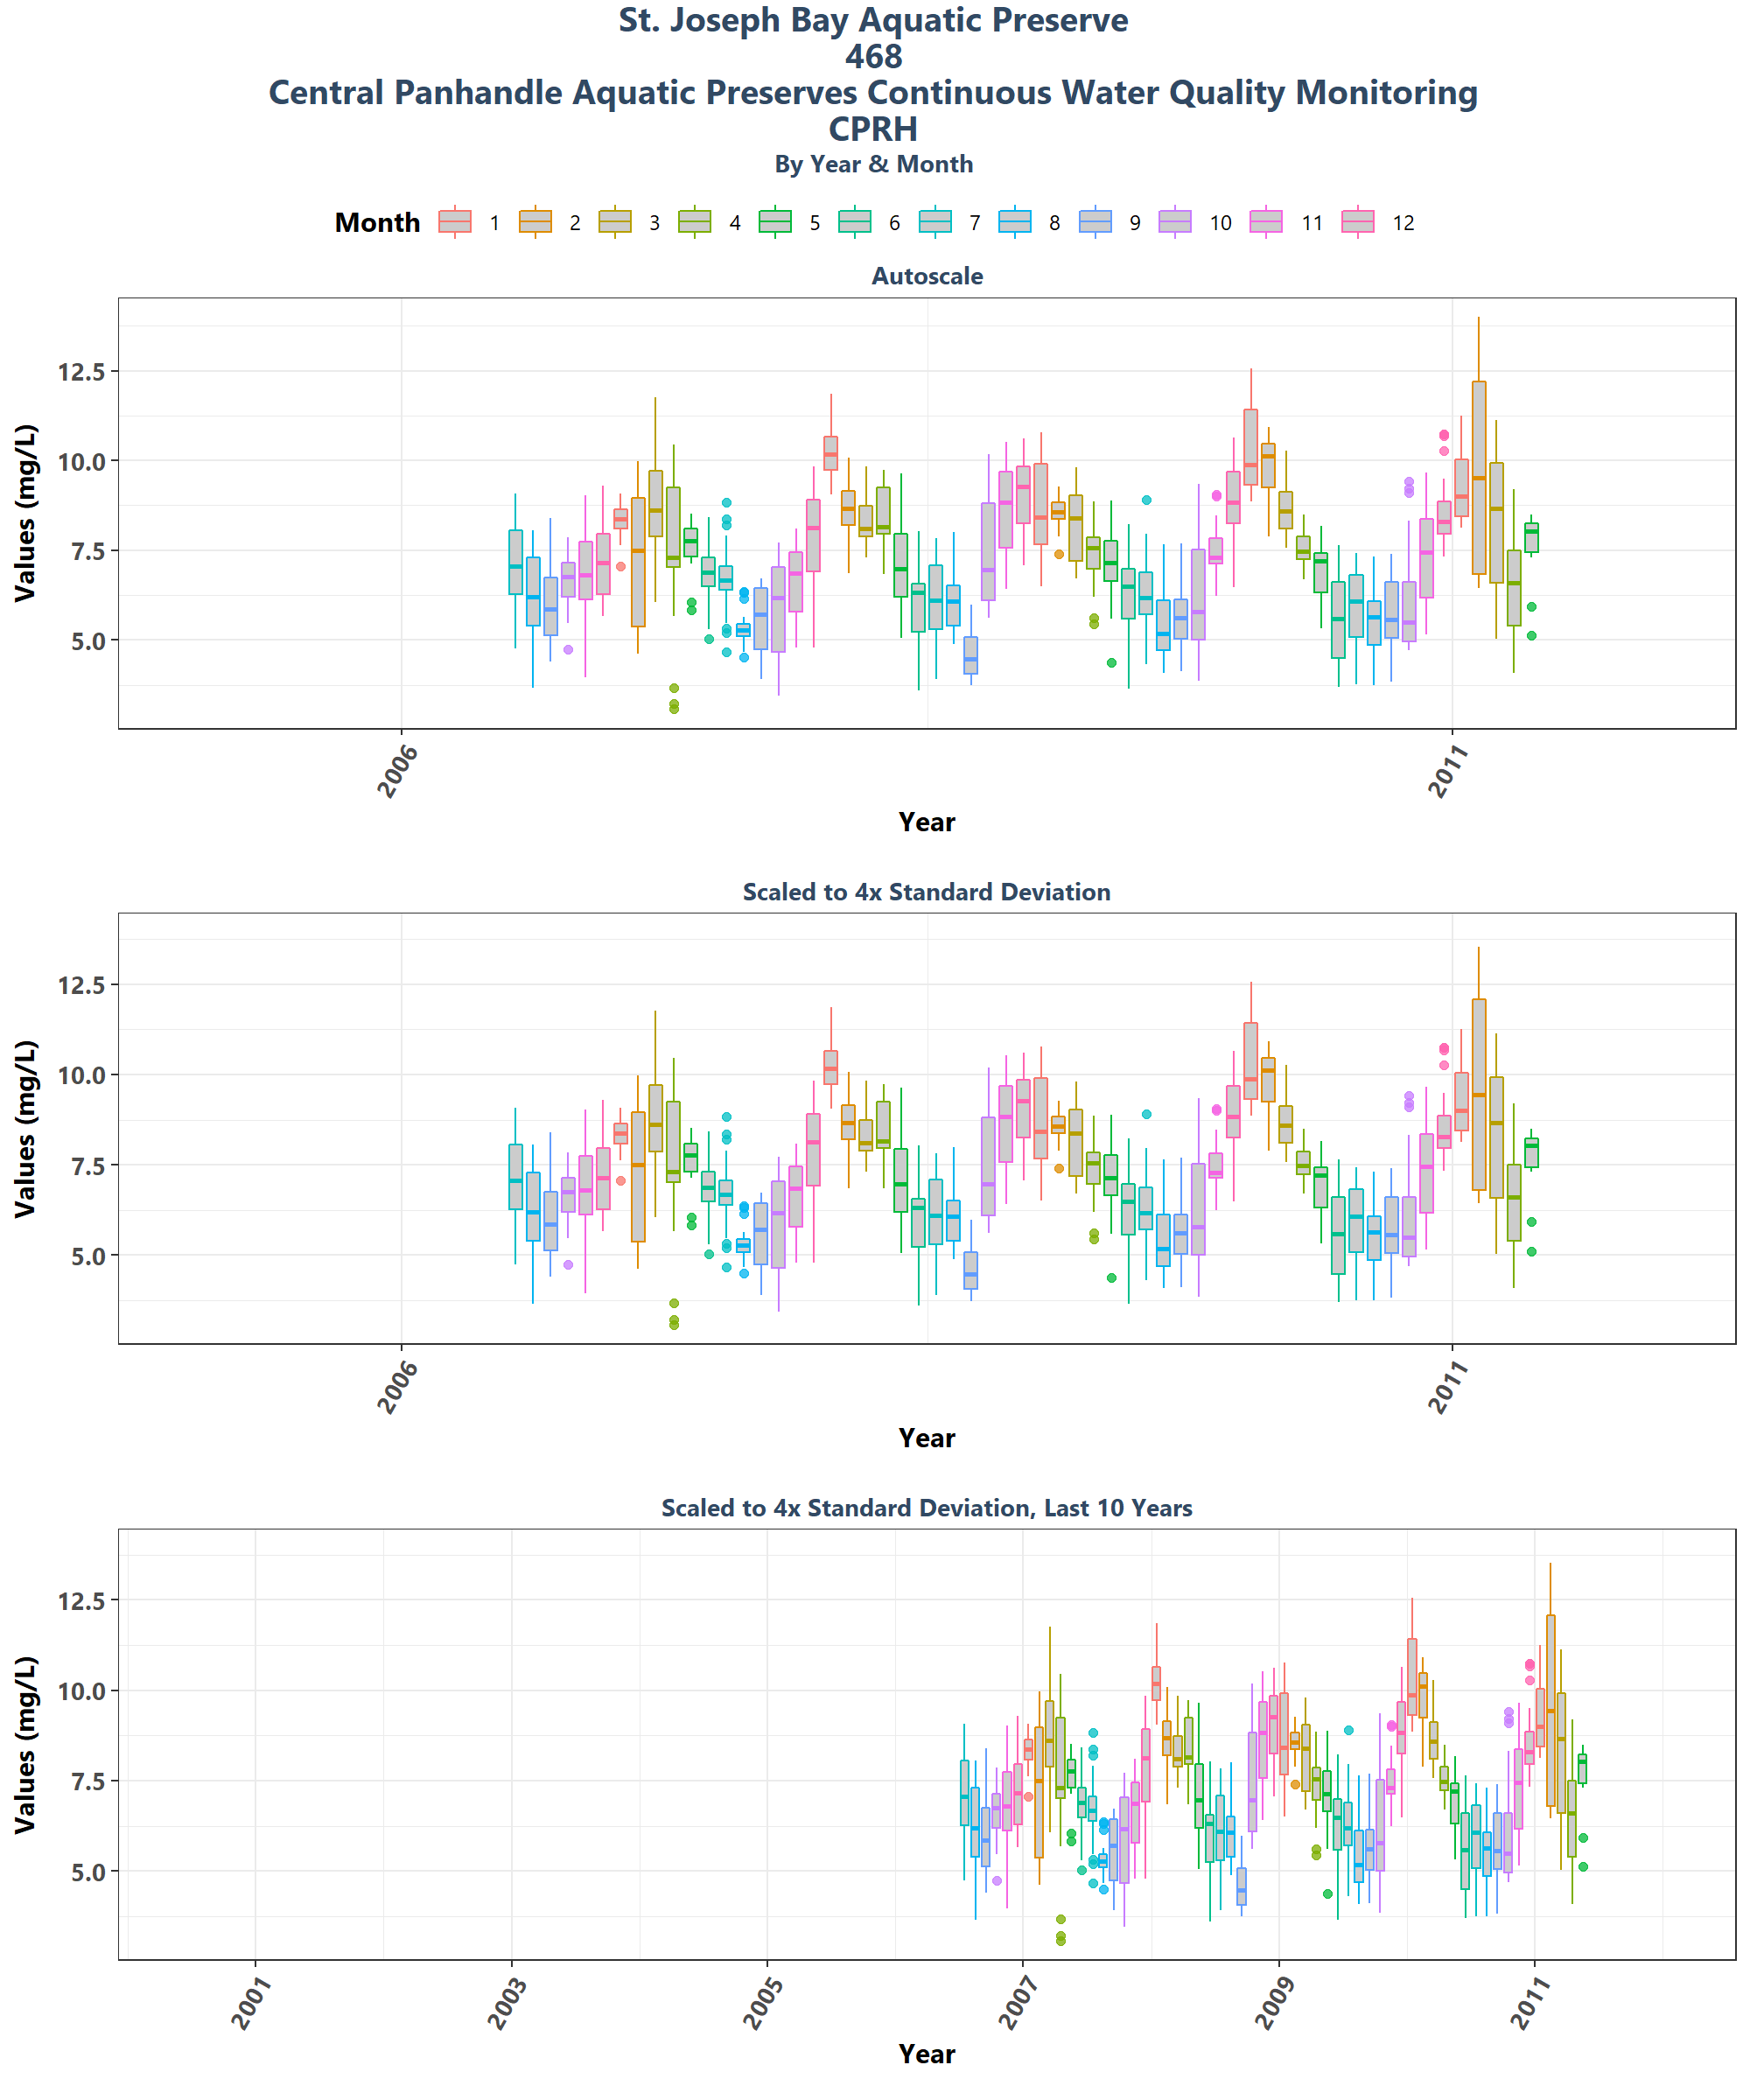 St. Joseph Bay Aquatic Preserve
468
Central Panhandle Aquatic Preserves Continuous Water Quality Monitoring
CPRH
By Year & Month
Month 1 2 3 4 5 6 7 8 9 10 11 12
Autoscale
Values (mg/L)
12.5
10.0
7.5
5.0
2006 2011
Year
Scaled to 4x Standard Deviation
Values (mg/L)
12.5
10.0
7.5
5.0
2006 2011
Year
Scaled to 4x Standard Deviation, Last 10 Years
Values (mg/L)
12.5
10.0
7.5
5.0
2001 2003 2005 2007 2009 2011
Year